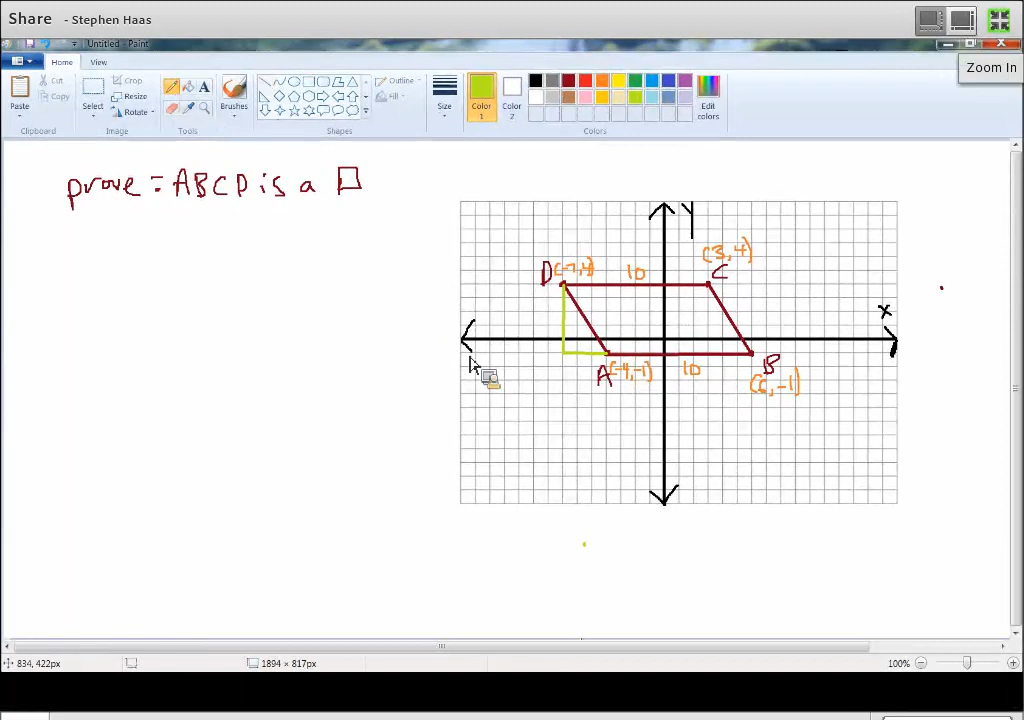 Share - Stephen Haas
Untitled - Paint
Zoom In
Home View
Paste Cut Copy
Clipboard
Select Crop Resize Rotate
Image
A
Tools
Brushes
Outline Fill
Shapes
Size
Color 1
Color 2
Edit colors
Colors
prove: ABCD is a
Y
(3,4)
D(-7,4) 10 C
x
A(-4,-1) 10 B
(6,-1)
834, 422px
1894 × 817px
100%